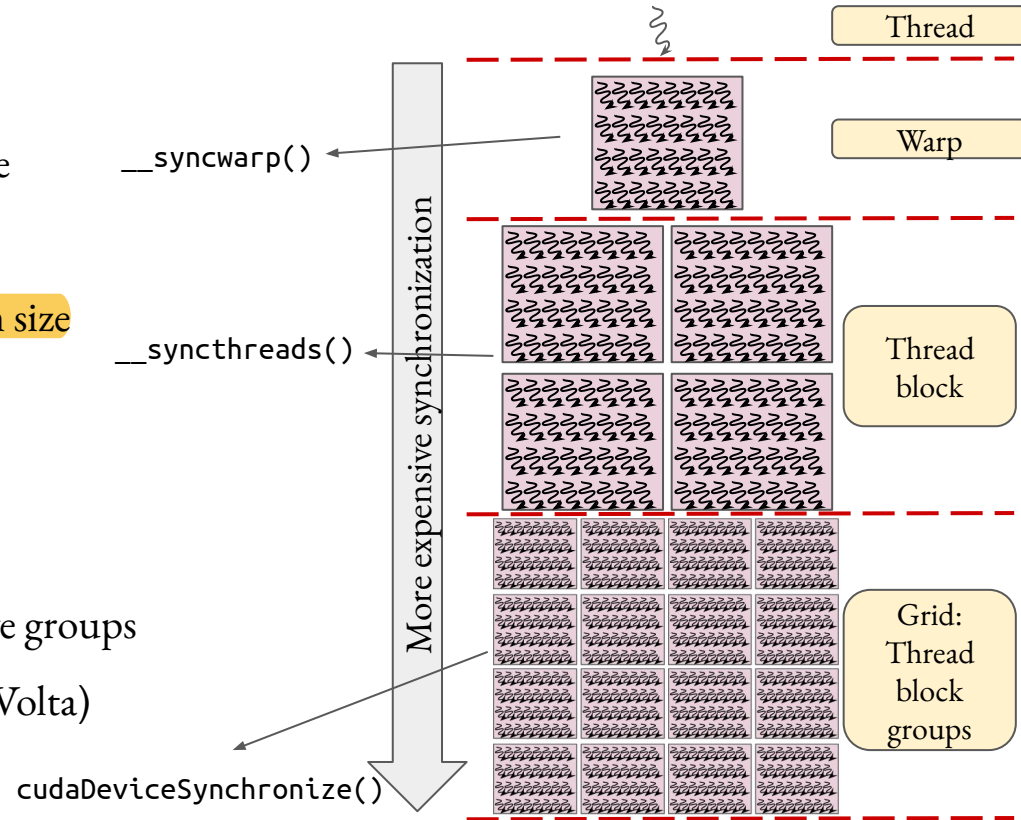 Thread
Warp
__syncwarp()
n size
__syncthreads()
Thread
block
More expensive synchronization
e groups
Volta)
Grid:
Thread
block
groups
cudaDeviceSynchronize()